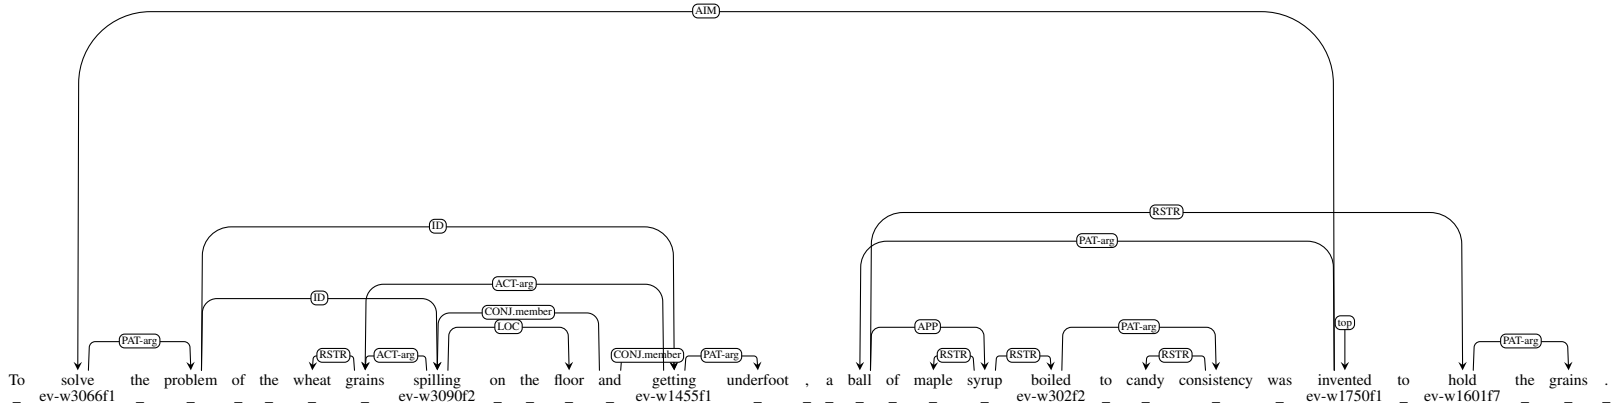 AIM
RSTR
ID
PAT-arg
ACT-arg
ID
CONJ.member
top
LOC
APP
PAT-arg
PAT-arg
PAT-arg
RSTR
ACT-arg
CONJ.member
PAT-arg
RSTR
RSTR
RSTR
To solve the problem of the wheat grains spilling on the floor and getting underfoot , a ball of maple syrup boiled to candy consistency was invented to hold the grains .
_ ev-w3066f1 _ _ _ _ _ _ ev-w3090f2 _ _ _ _ ev-w1455f1 _ _ _ _ _ _ _ ev-w302f2 _ _ _ _ ev-w1750f1 _ ev-w1601f7 _ _ _